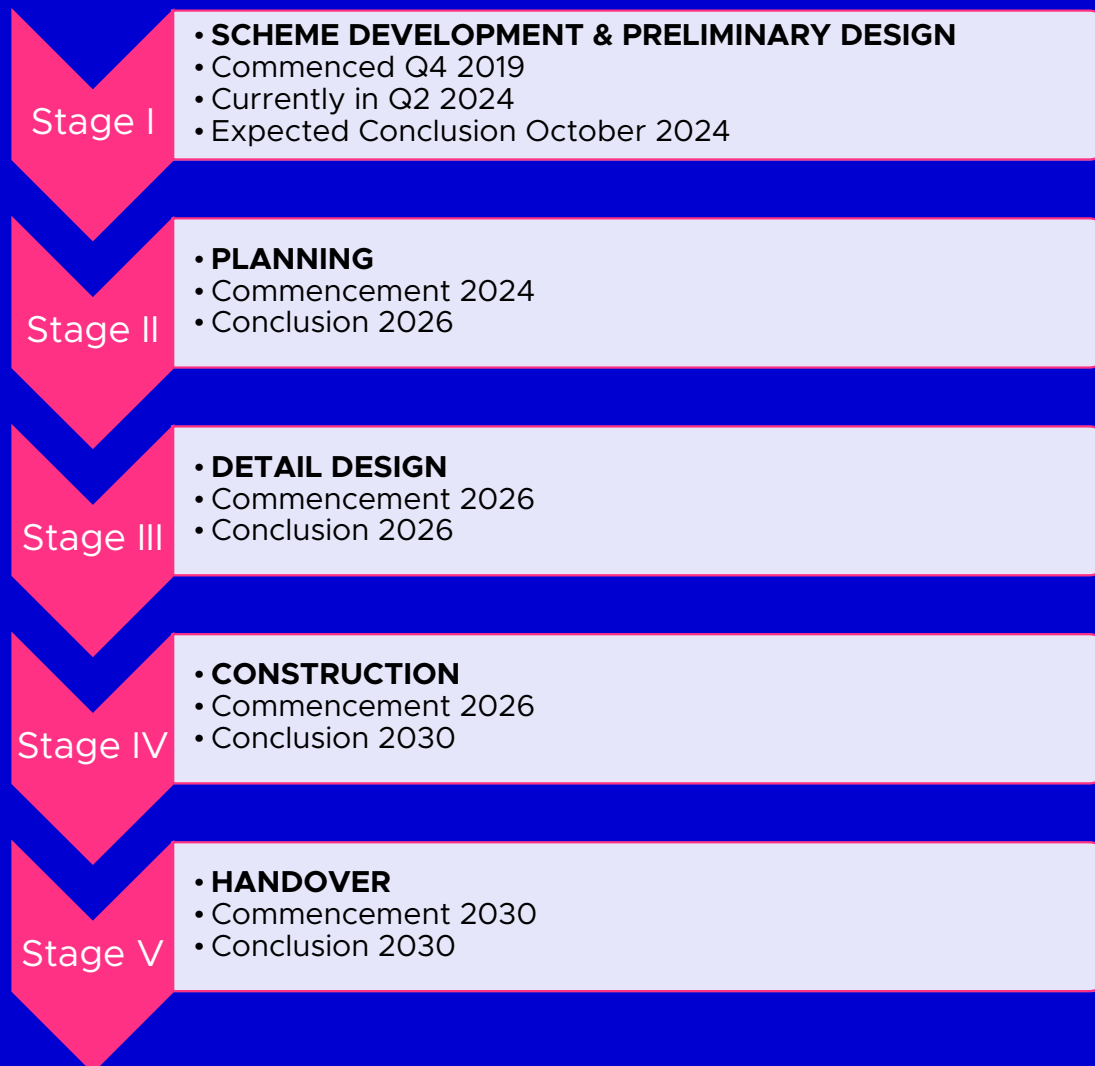 Stage I
• SCHEME DEVELOPMENT & PRELIMINARY DESIGN
• Commenced Q4 2019
• Currently in Q2 2024
• Expected Conclusion October 2024
Stage II
• PLANNING
• Commencement 2024
• Conclusion 2026
Stage III
• DETAIL DESIGN
• Commencement 2026
• Conclusion 2026
Stage IV
• CONSTRUCTION
• Commencement 2026
• Conclusion 2030
Stage V
• HANDOVER
• Commencement 2030
• Conclusion 2030